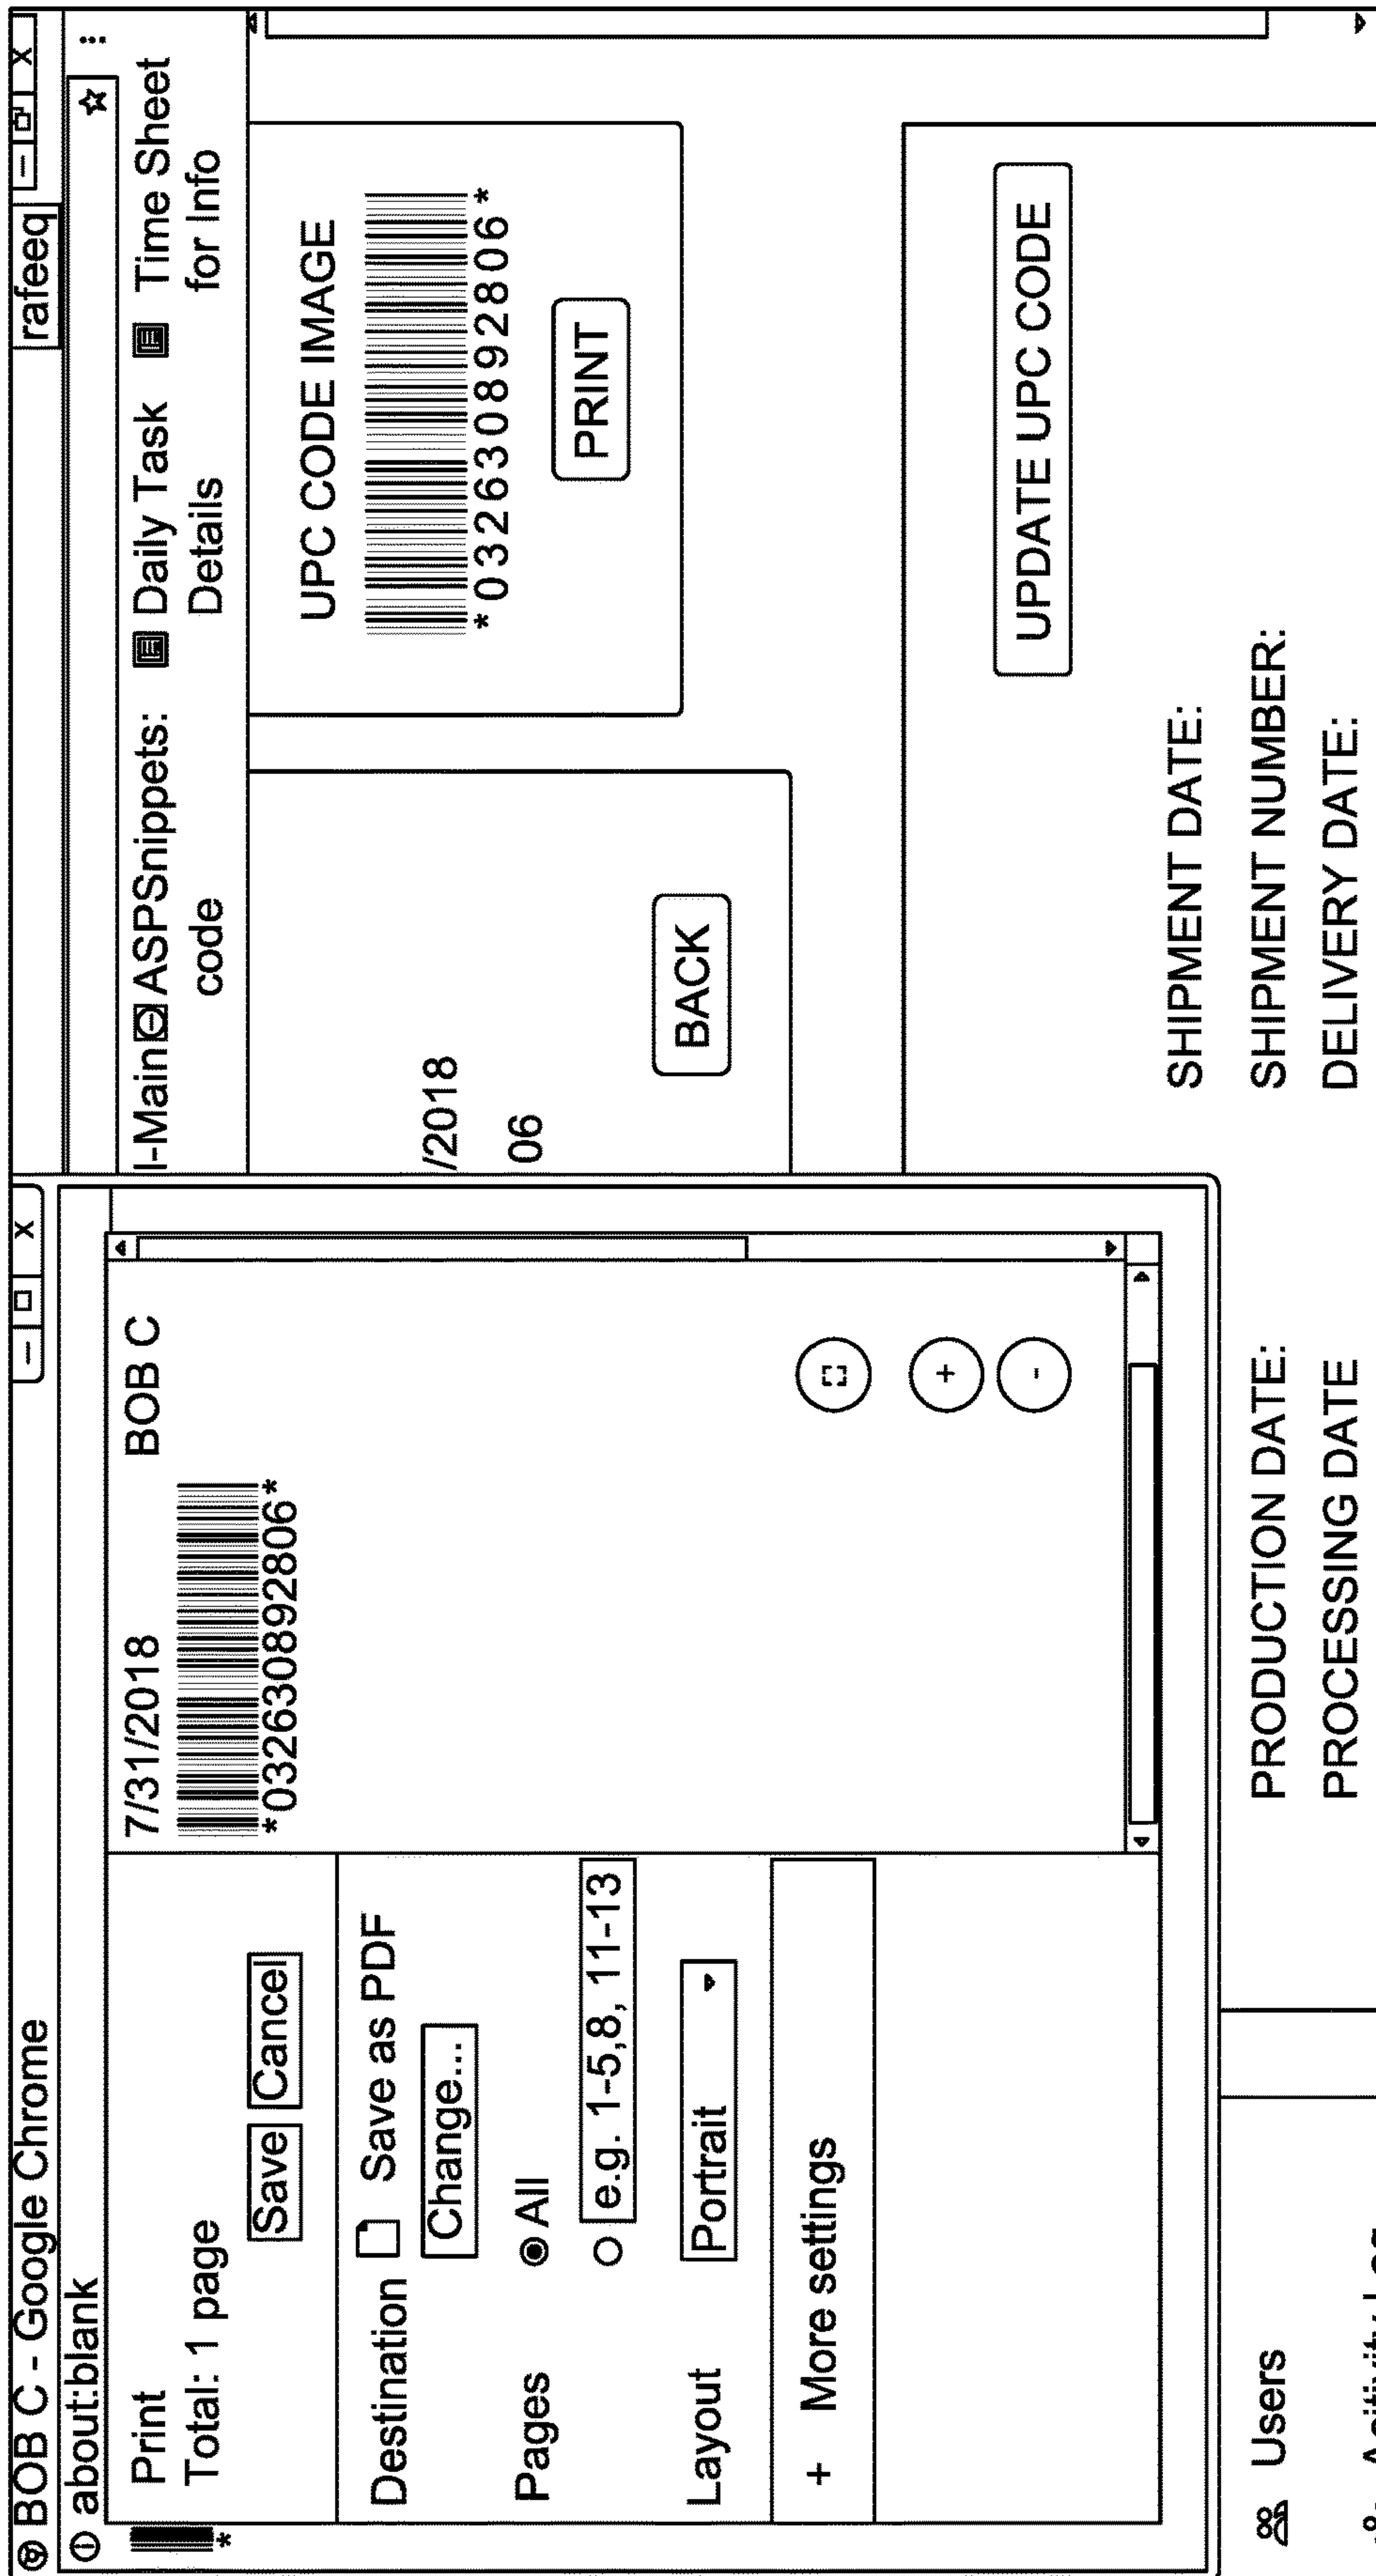 BOB C - Google Chrome
about:blank
Print
Total: 1 page
Save Cancel
Destination Save as PDF
Change...
Pages All
e.g. 1-5,8, 11-13
Layout Portrait
+ More settings
7/31/2018 BOB C
*032630892806*
*
rafeeq
I-Main ASPSnippets: code
Daily Task Details
Time Sheet for Info
/2018
06
BACK
UPC CODE IMAGE
*032630892806*
PRINT
UPDATE UPC CODE
SHIPMENT DATE:
PRODUCTION DATE: SHIPMENT NUMBER:
PROCESSING DATE DELIVERY DATE:
Users